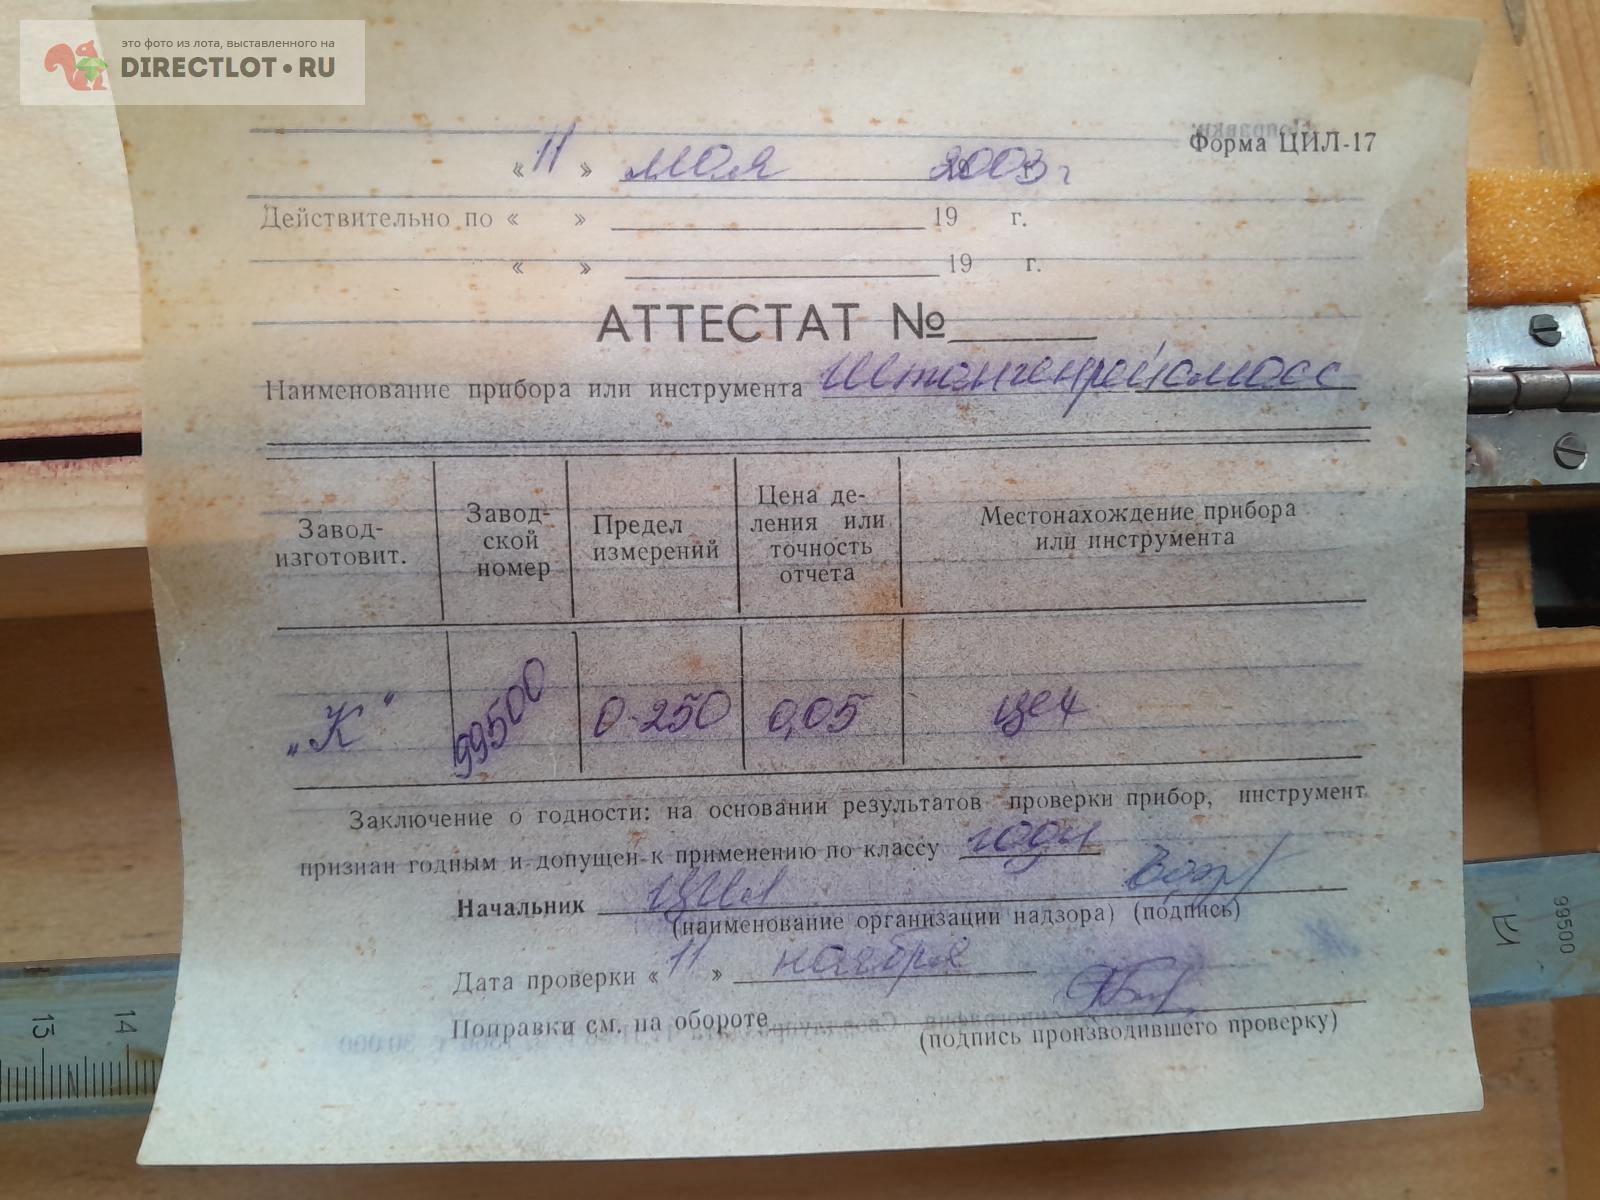 это фото из лота, выставленного на
DIRECTLOT.RU
Форма ЦИЛ-17
« 11 » мая 2003 г
Действительно по « » 19 г.
« » 19 г.
АТТЕСТАТ №
Наименование прибора или инструмента Штангенрейсмасс
Завод-
изготовит.
Завод-
ской
номер
Предел
измерений
Цена де-
ления или
точность
отчета
Местонахождение прибора
или инструмента
„К“ 99500 0-250 0,05 цех
Заключение о годности: на основании результатов проверки прибор, инструмент
признан годным и допущен к применению по классу годн
Начальник ЦИЛ
(наименование организации надзора) (подпись)
Дата проверки « 11 » ноября
Поправки см. на обороте
(подпись производившего проверку)
13 14
99500